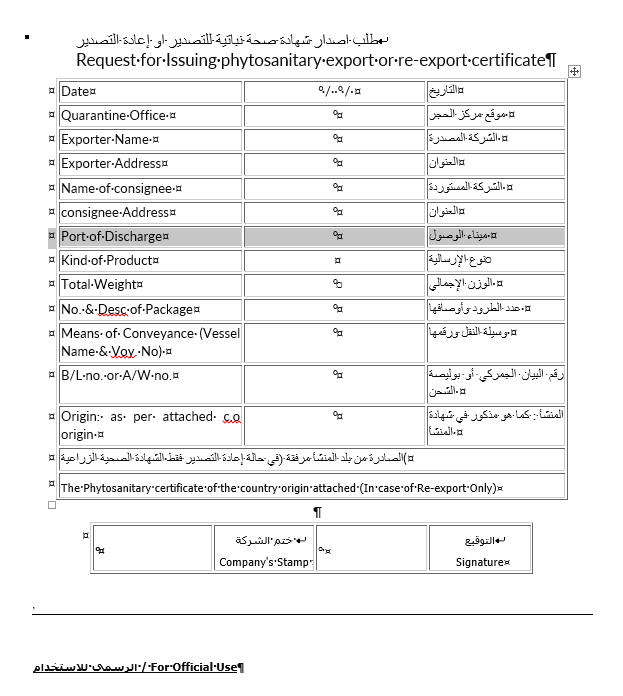 طلب اصدار شهادة صحة نباتية للتصدير او إعادة التصدير
Request for Issuing phytosanitary export or re-export certificate
Date التاريخ
Quarantine Office موقع مركز الحجر
Exporter Name الشركة المصدرة
Exporter Address العنوان
Name of consignee الشركة المستوردة
consignee Address العنوان
Port of Discharge ميناء الوصول
Kind of Product نوع الإرسالية
Total Weight الوزن الإجمالي
No. & Desc of Package عدد الطرود وأوصافها
Means of Conveyance (Vessel وسيلة النقل ورقمها
Name & Voy. No)
B/L no. or A/W no. رقم البيان الجمركي أو بوليصة
الشحن
Origin: as per attached c.o المنشأ: كما هو مذكور في شهادة
origin المنشأ
الصادرة من بلد المنشأ مرفقة (في حالة إعادة التصدير فقط الشهادة الصحية الزراعية)
The Phytosanitary certificate of the country origin attached (In case of Re-export Only)
ختم الشركة التوقيع
Company's Stamp Signature
الرسمي للاستخدام / For Official Use